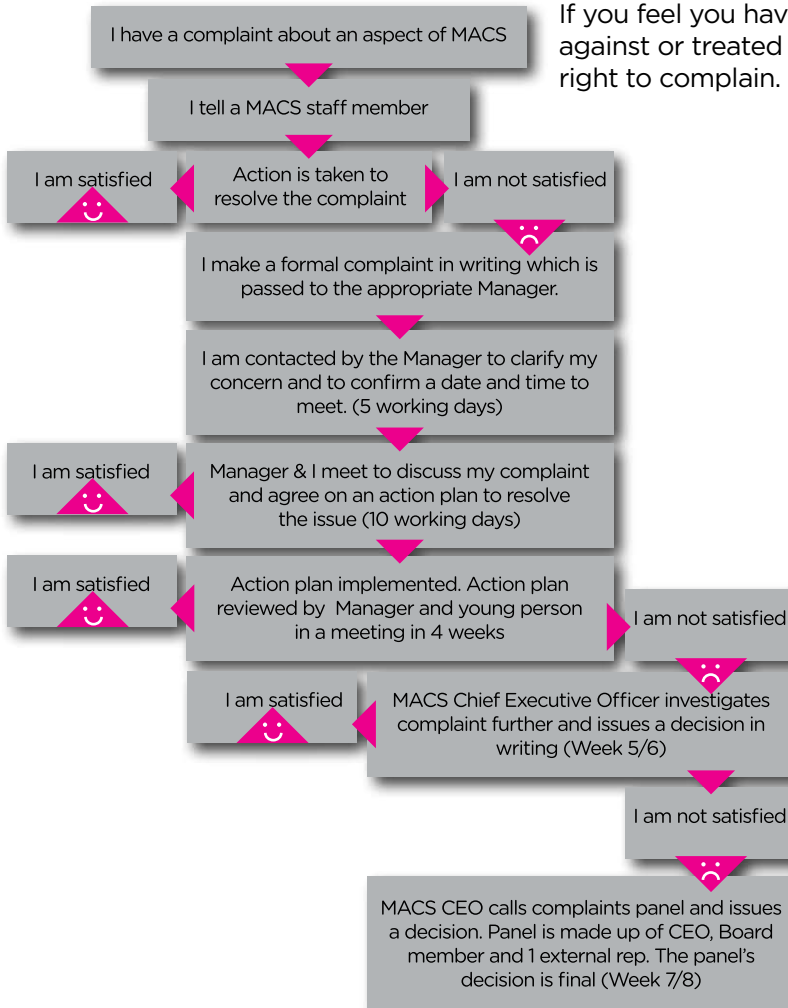 If you feel you hav
against or treated
right to complain.
I have a complaint about an aspect of MACS
I tell a MACS staff member
I am satisfied
Action is taken to
resolve the complaint
I am not satisfied
I make a formal complaint in writing which is
passed to the appropriate Manager.
I am contacted by the Manager to clarify my
concern and to confirm a date and time to
meet. (5 working days)
I am satisfied
Manager & I meet to discuss my complaint
and agree on an action plan to resolve
the issue (10 working days)
I am satisfied
Action plan implemented. Action plan
reviewed by Manager and young person
in a meeting in 4 weeks
I am not satisfied
I am satisfied
MACS Chief Executive Officer investigates
complaint further and issues a decision in
writing (Week 5/6)
I am not satisfied
MACS CEO calls complaints panel and issues
a decision. Panel is made up of CEO, Board
member and 1 external rep. The panel's
decision is final (Week 7/8)